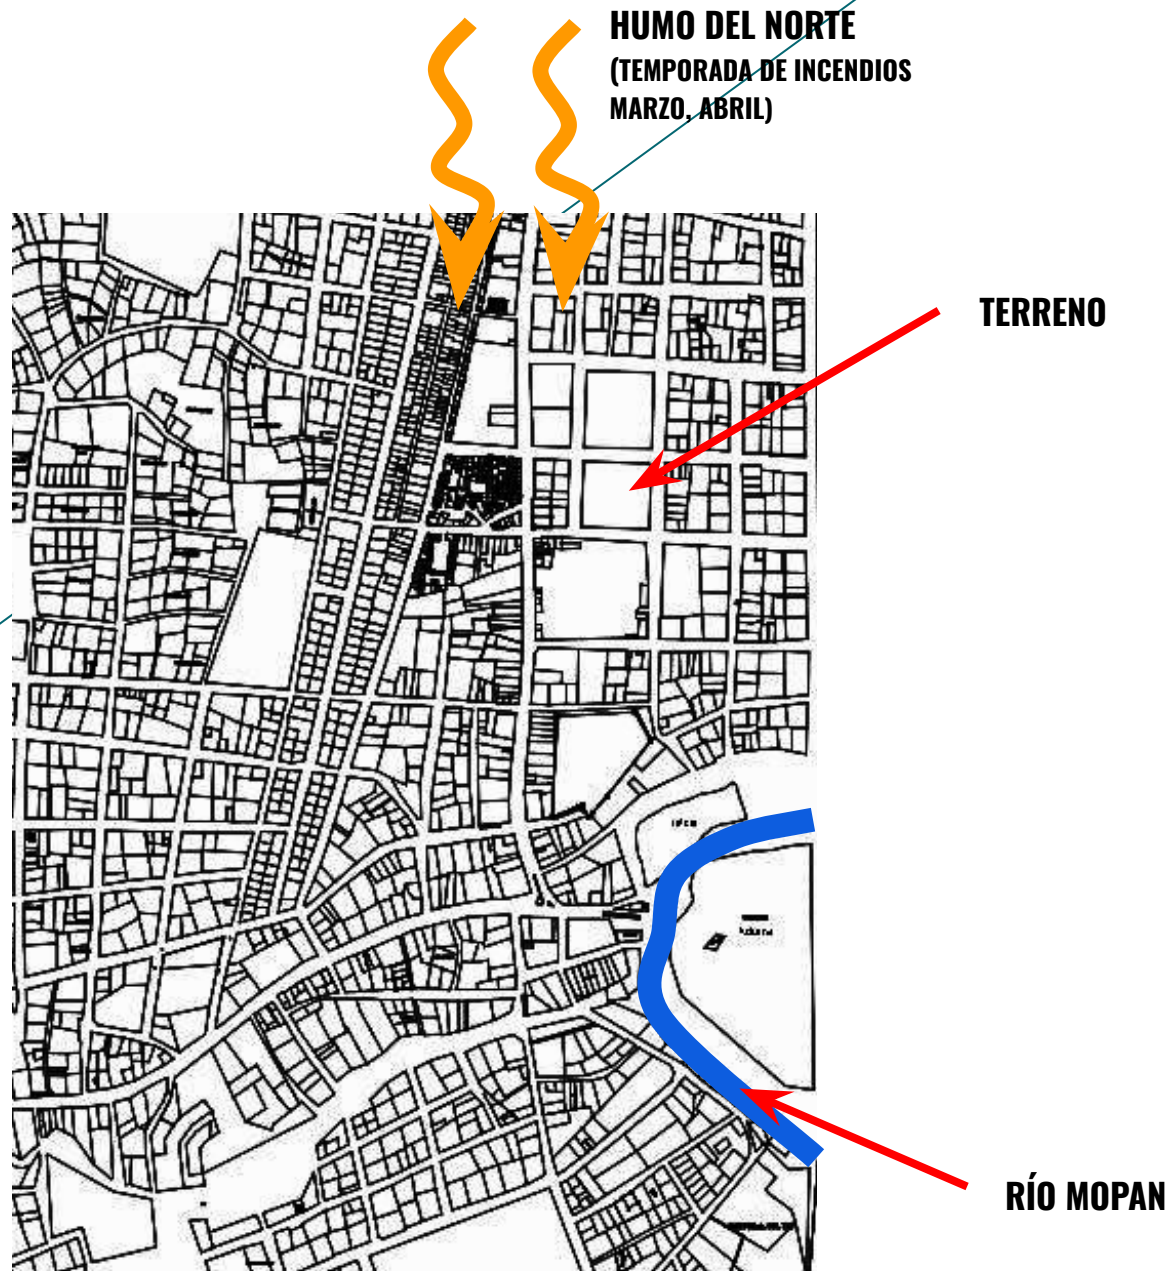 HUMO DEL NORTE
(TEMPORADA DE INCENDIOS
MARZO, ABRIL)
TERRENO
RÍO MOPAN